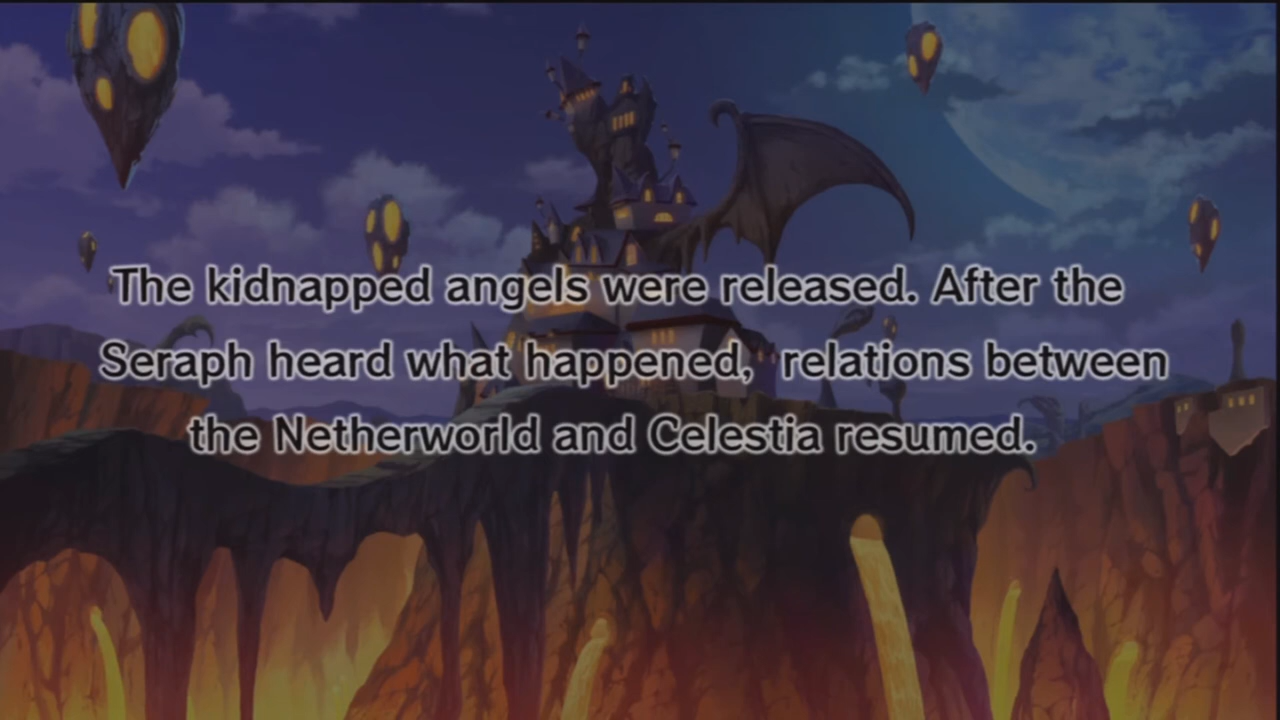 The kidnapped angels were released. After the
Seraph heard what happened,  relations between
the Netherworld and Celestia resumed.